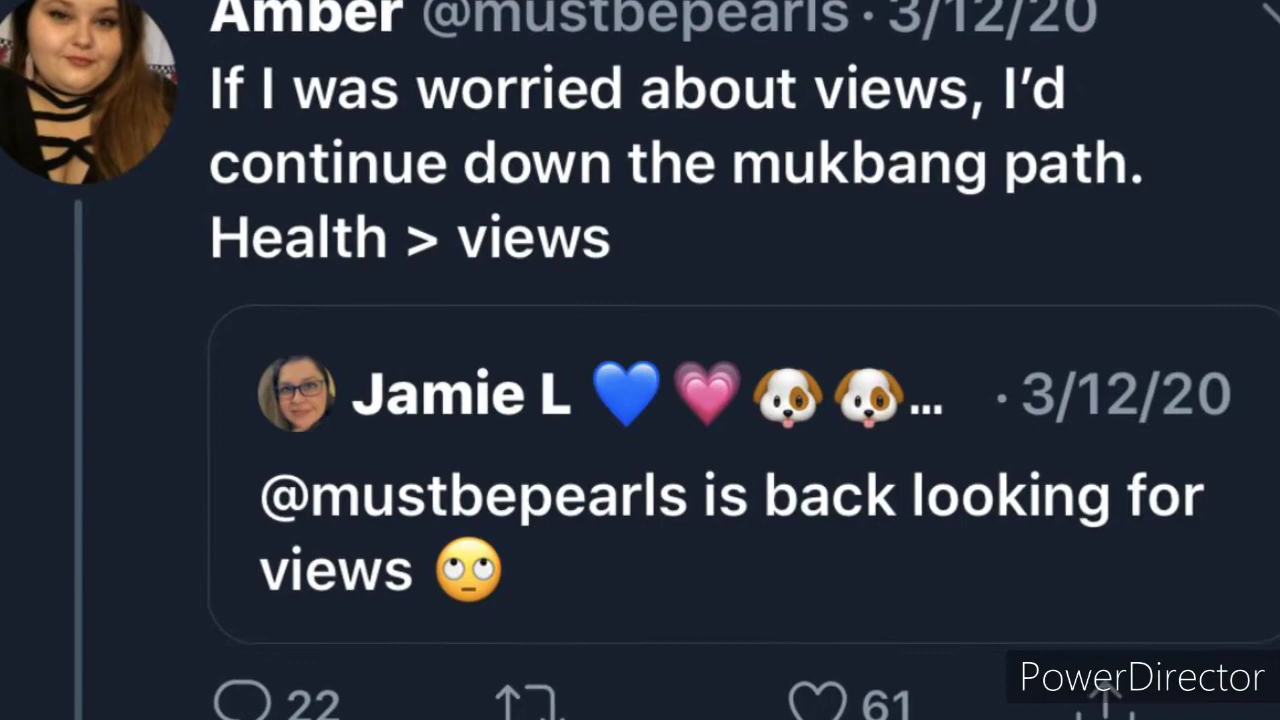 Amber @mustbepearls · 3/12/20
If I was worried about views, I’d
continue down the mukbang path.
Health > views
Jamie L 💙 💗 🐶 🐶... · 3/12/20
@mustbepearls is back looking for
views 🙄
22 61
PowerDirector